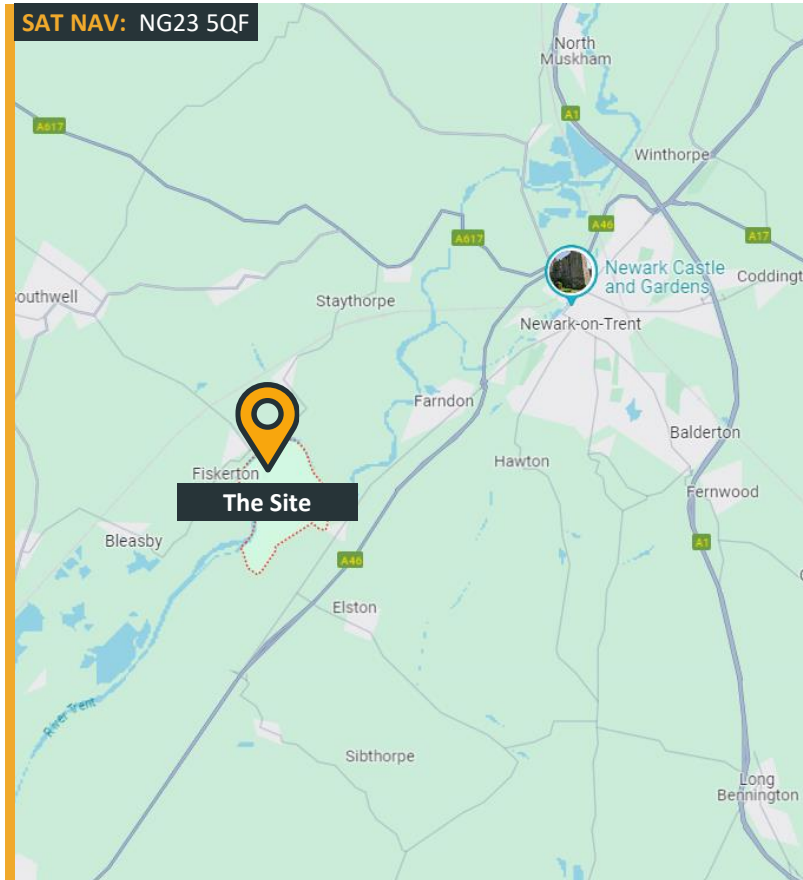 SAT NAV: NG23 5QF
North
Muskham
A617
A1
Winthorpe
A46
A617
A17
Newark Castle
and Gardens
Coddingt
outhwell
Staythorpe
Newark-on-Trent
Farndon
Balderton
Hawton
Fiskerton
Fernwood
The Site
Bleasby
A1
A46
Elston
River Trent
Sibthorpe
Long
Bennington